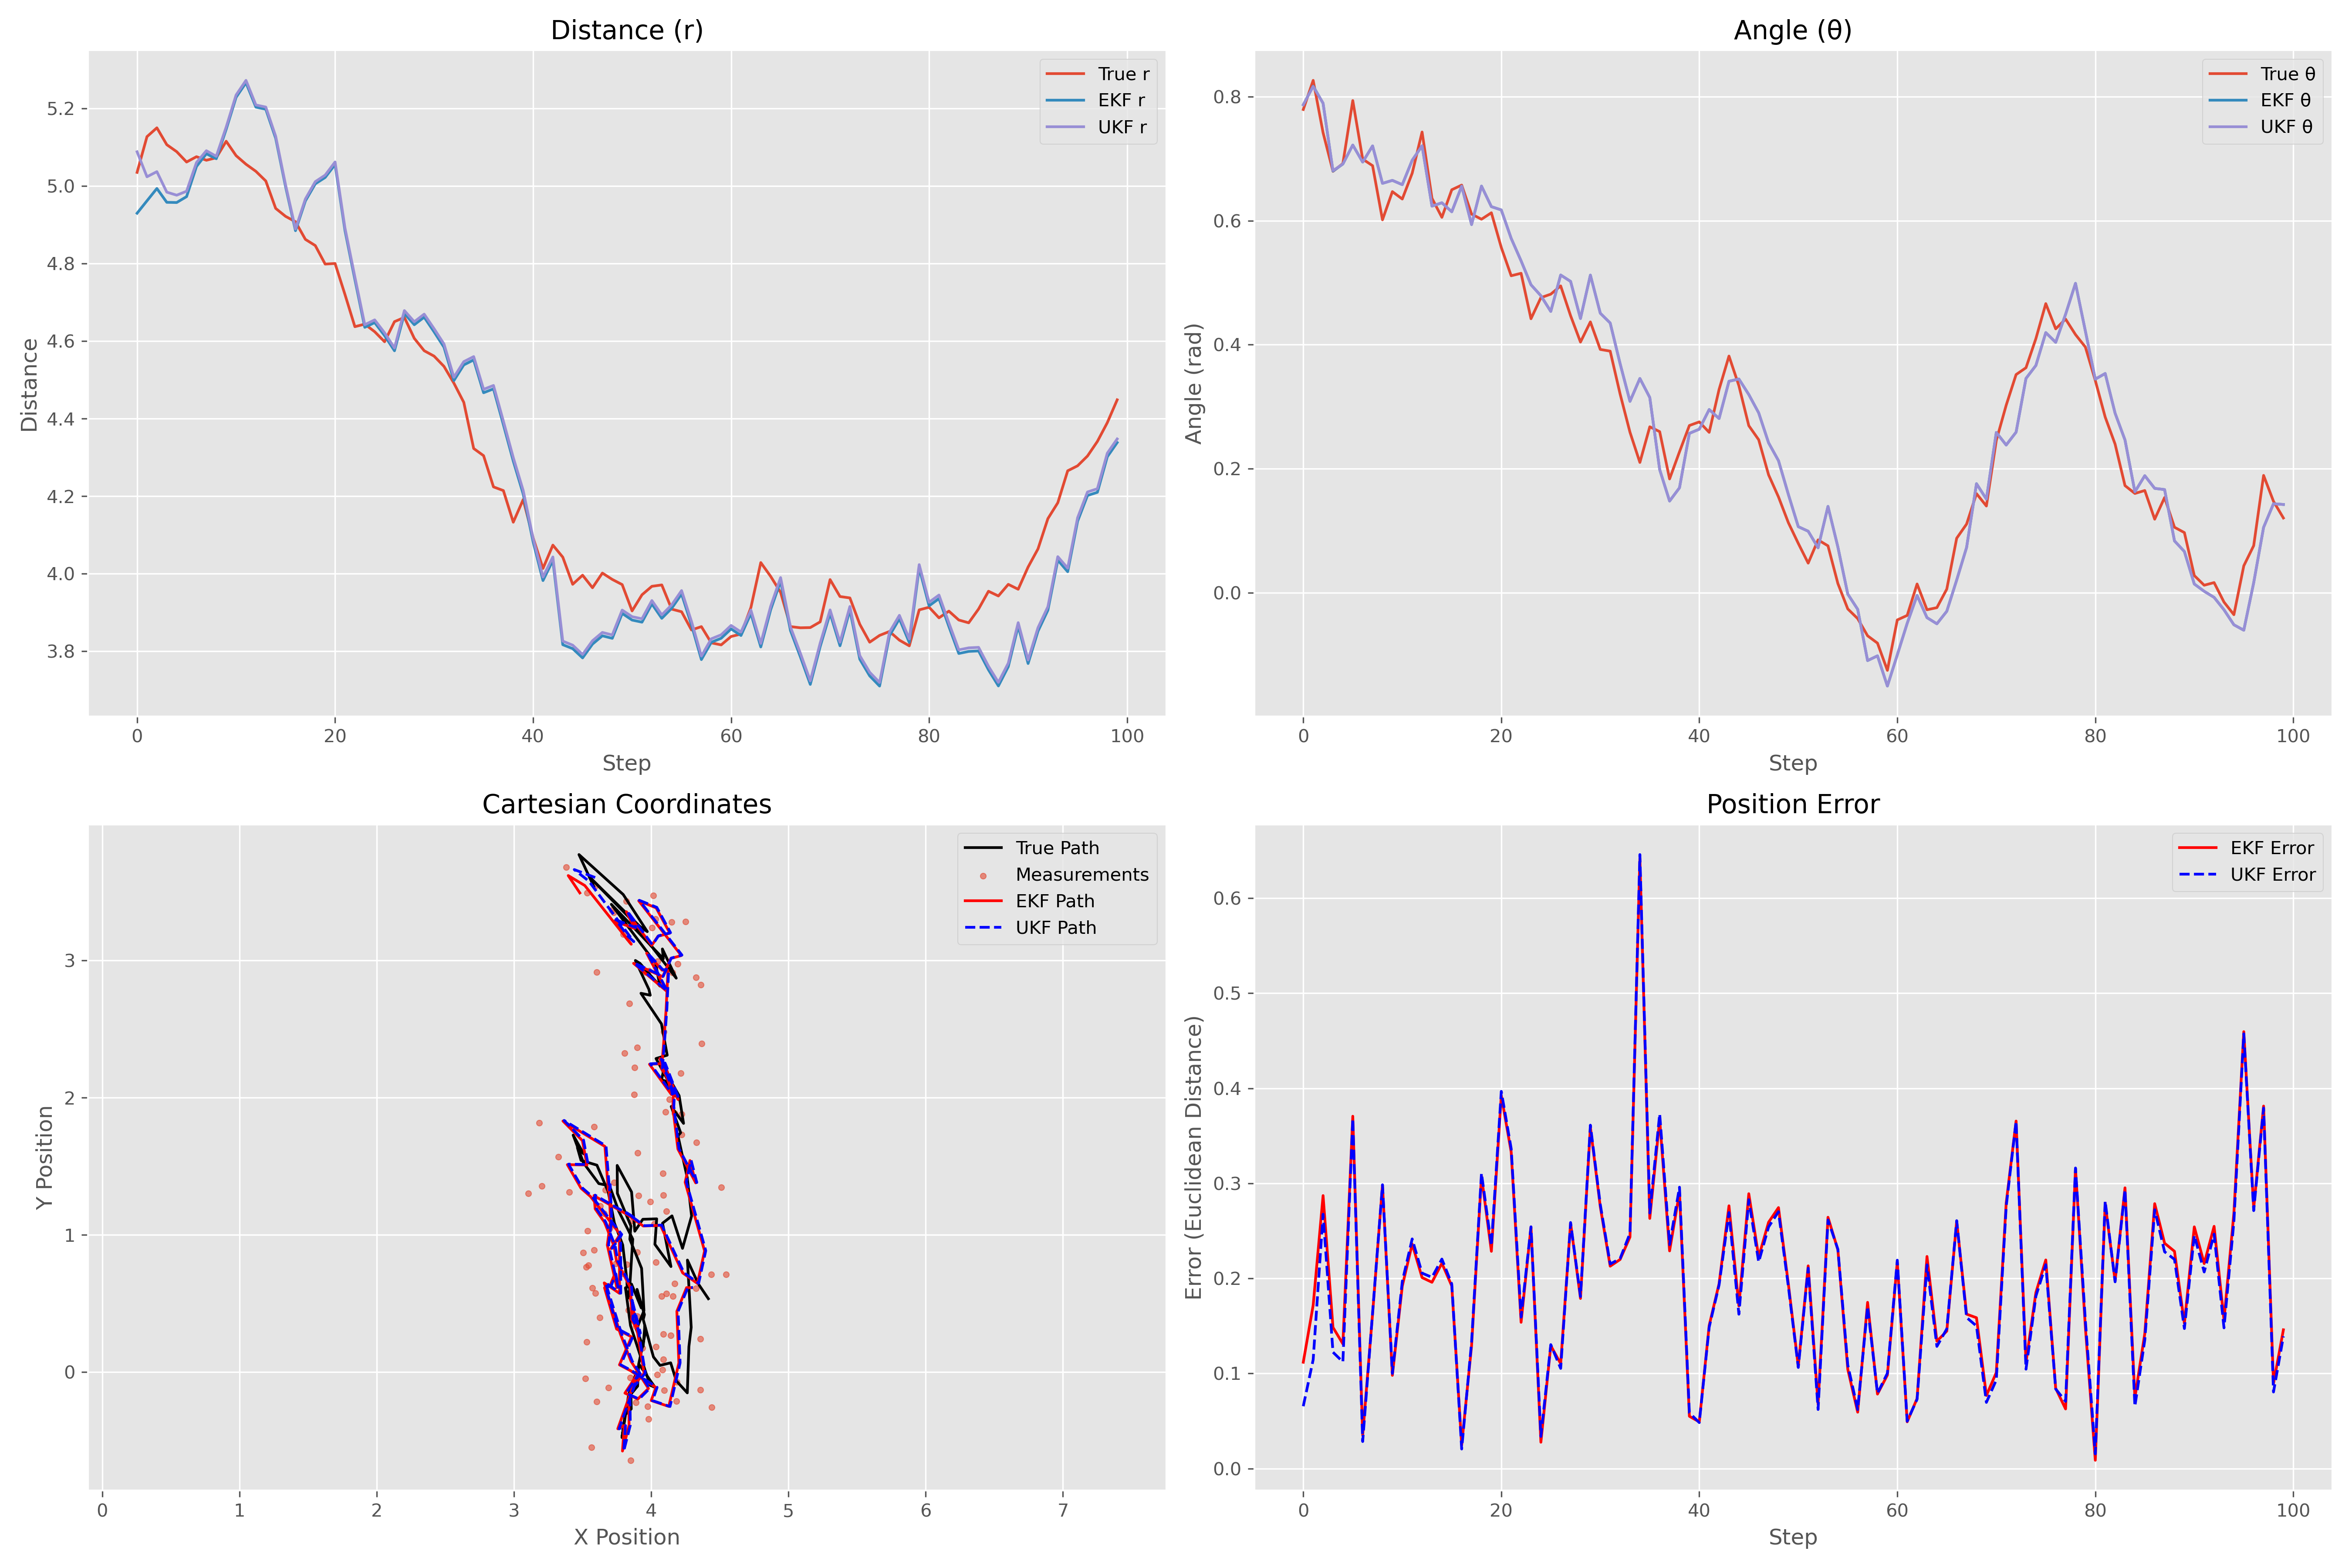 Distance (r)
True r
EKF r
UKF r
5.2
5.0
4.8
4.6
4.4
4.2
4.0
3.8
Distance
0 20 40 60 80 100
Step
Angle (θ)
True θ
EKF θ
UKF θ
0.8
0.6
0.4
0.2
0.0
Angle (rad)
0 20 40 60 80 100
Step
Cartesian Coordinates
True Path
Measurements
EKF Path
UKF Path
3
2
1
0
Y Position
0 1 2 3 4 5 6 7
X Position
Position Error
EKF Error
UKF Error
0.6
0.5
0.4
0.3
0.2
0.1
0.0
Error (Euclidean Distance)
0 20 40 60 80 100
Step